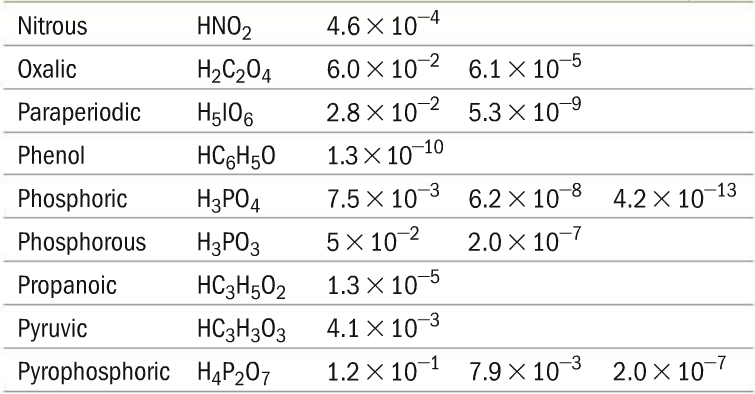 Nitrous HNO₂ 4.6 × 10⁻⁴
Oxalic H₂C₂O₄ 6.0 × 10⁻² 6.1 × 10⁻⁵
Paraperiodic H₅IO₆ 2.8 × 10⁻² 5.3 × 10⁻⁹
Phenol HC₆H₅O 1.3 × 10⁻¹⁰
Phosphoric H₃PO₄ 7.5 × 10⁻³ 6.2 × 10⁻⁸ 4.2 × 10⁻¹³
Phosphorous H₃PO₃ 5 × 10⁻² 2.0 × 10⁻⁷
Propanoic HC₃H₅O₂ 1.3 × 10⁻⁵
Pyruvic HC₃H₃O₃ 4.1 × 10⁻³
Pyrophosphoric H₄P₂O₇ 1.2 × 10⁻¹ 7.9 × 10⁻³ 2.0 × 10⁻⁷